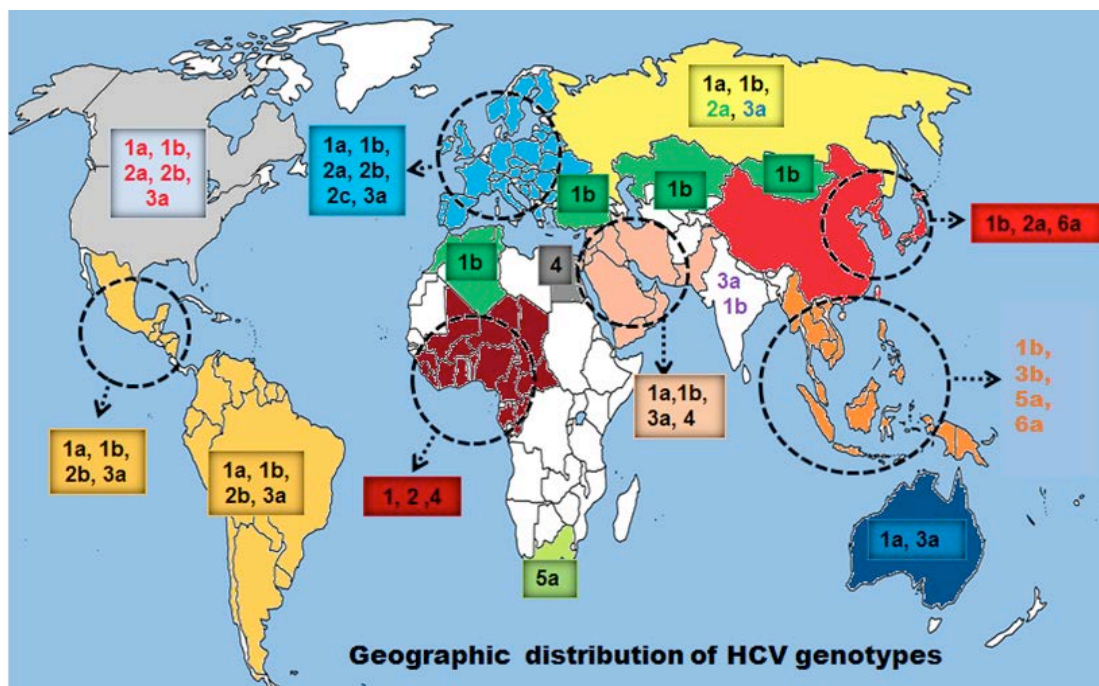 1a, 1b,
2a, 2b,
3a
1a, 1b,
2a, 2b,
2c, 3a
1a, 1b,
2a, 3a
1b
1b
1b
1b
4
3a
1b
1b, 2a, 6a
1a, 1b,
2b, 3a
1a, 1b,
2b, 3a
1, 2 ,4
1a,1b,
3a, 4
1b,
3b,
5a,
6a
5a
1a, 3a
Geographic distribution of HCV genotypes